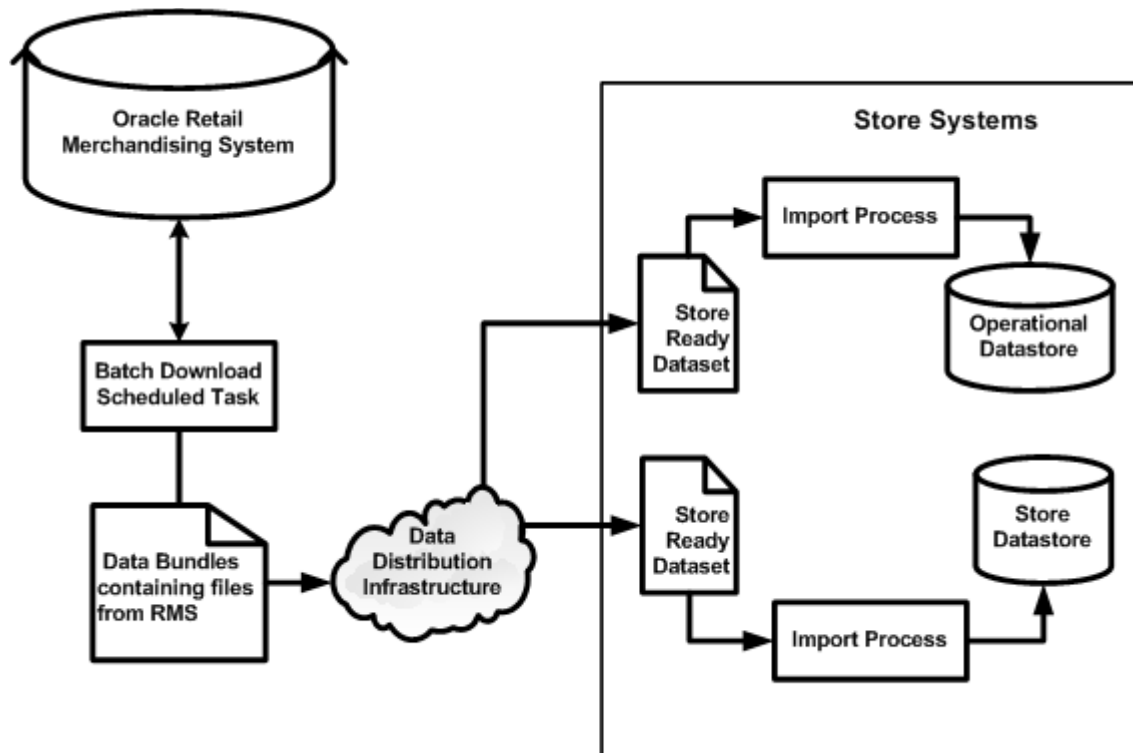 Oracle Retail
Merchandising System
Batch Download
Scheduled Task
Data Bundles
containing files
from RMS
Data
Distribution
Infrastructure
Store Systems
Store
Ready
Dataset
Import Process
Operational
Datastore
Store
Ready
Dataset
Import Process
Store
Datastore